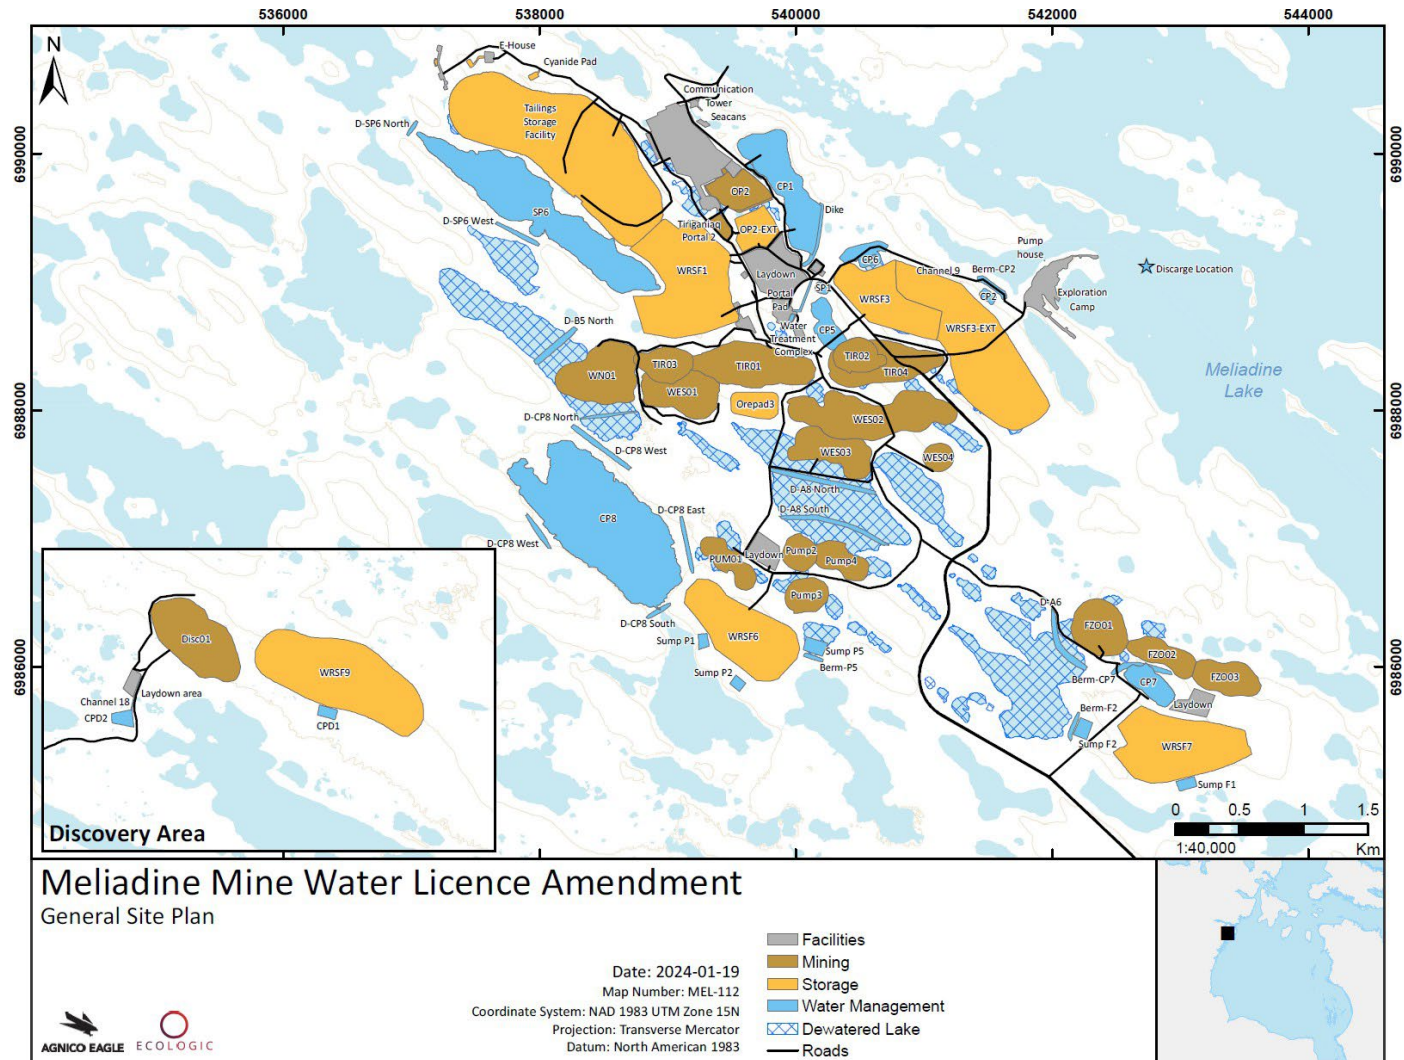 536000
538000
540000
542000
544000
N
6990000
6988000
6986000
6990000
6988000
6986000
E-House
Cyanide Pad
Communication
Tower
Seacans
Tailings
Storage
Facility
D-SP6 North
OP2
CP1
SP6
D-SP6 West
Tiriganiaq
Portal 2
OP2-EXT
Dike
Pump
house
WRSF1
Laydown
CP6
Channel 9
Berm-CP2
Discarge Location
SP1
Portal
Pad
WRSF3
CP2
Exploration
Camp
D-B5 North
Water
Treatment
Complex
CP5
WRSF3-EXT
WN01
TIR03
TIR01
TIR02
TIR04
Meliadine
Lake
WES01
Orepad3
D-CP8 North
WES02
D-CP8 West
WES03
WES04
D-A8 North
CP8
D-CP8 East
D-A8 South
D-CP8 West
PUM01
Laydown
Pump2
Pump4
Pump3
D-A6
D-CP8 South
Sump P1
WRSF6
Sump P5
Berm-P5
Sump P2
FZO01
FZO02
FZO03
Berm-CP7
CP7
Laydown
Berm-F2
Sump F2
WRSF7
Sump F1
Disc01
WRSF9
Laydown area
Channel 18
CPD2
CPD1
Discovery Area
0 0.5 1 1.5
1:40,000 Km
Meliadine Mine Water Licence Amendment
General Site Plan
Date: 2024-01-19
Map Number: MEL-112
Coordinate System: NAD 1983 UTM Zone 15N
Projection: Transverse Mercator
Datum: North American 1983
AGNICO EAGLE
ECOLOGIC
Facilities
Mining
Storage
Water Management
Dewatered Lake
Roads